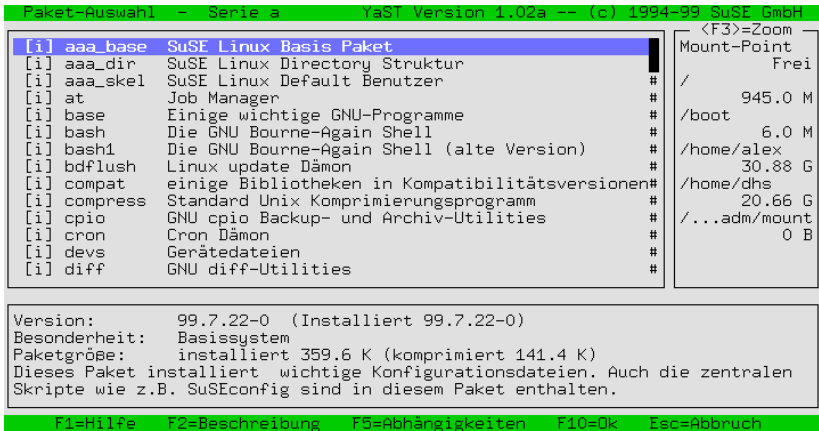 Paket-Auswahl  -  Serie a        YaST Version 1.02a -- (c) 1994-99 SuSE GmbH
[i] aaa_base  SuSE Linux Basis Paket
[i] aaa_dir   SuSE Linux Directory Struktur
[i] aaa_skel  SuSE Linux Default Benutzer #
[i] at        Job Manager #
[i] base      Einige wichtige GNU-Programme #
[i] bash      Die GNU Bourne-Again Shell #
[i] bash1     Die GNU Bourne-Again Shell (alte Version) #
[i] bdflush   Linux update Dämon #
[i] compat    einige Bibliotheken in Kompatibilitätsversionen#
[i] compress  Standard Unix Komprimierungsprogramm #
[i] cpio      GNU cpio Backup- und Archiv-Utilities #
[i] cron      Cron Dämon #
[i] devs      Gerätedateien #
[i] diff      GNU diff-Utilities #
<F3>=Zoom
Mount-Point
Frei
/
945.0 M
/boot
6.0 M
/home/alex
30.88 G
/home/dhs
20.66 G
/...adm/mount
0 B
Version:        99.7.22-0  (Installiert 99.7.22-0)
Besonderheit:   Basissystem
Paketgröße:     installiert 359.6 K (komprimiert 141.4 K)
Dieses Paket installiert  wichtige Konfigurationsdateien. Auch die zentralen
Skripte wie z.B. SuSEconfig sind in diesem Paket enthalten.
F1=Hilfe   F2=Beschreibung   F5=Abhängigkeiten   F10=Ok   Esc=Abbruch